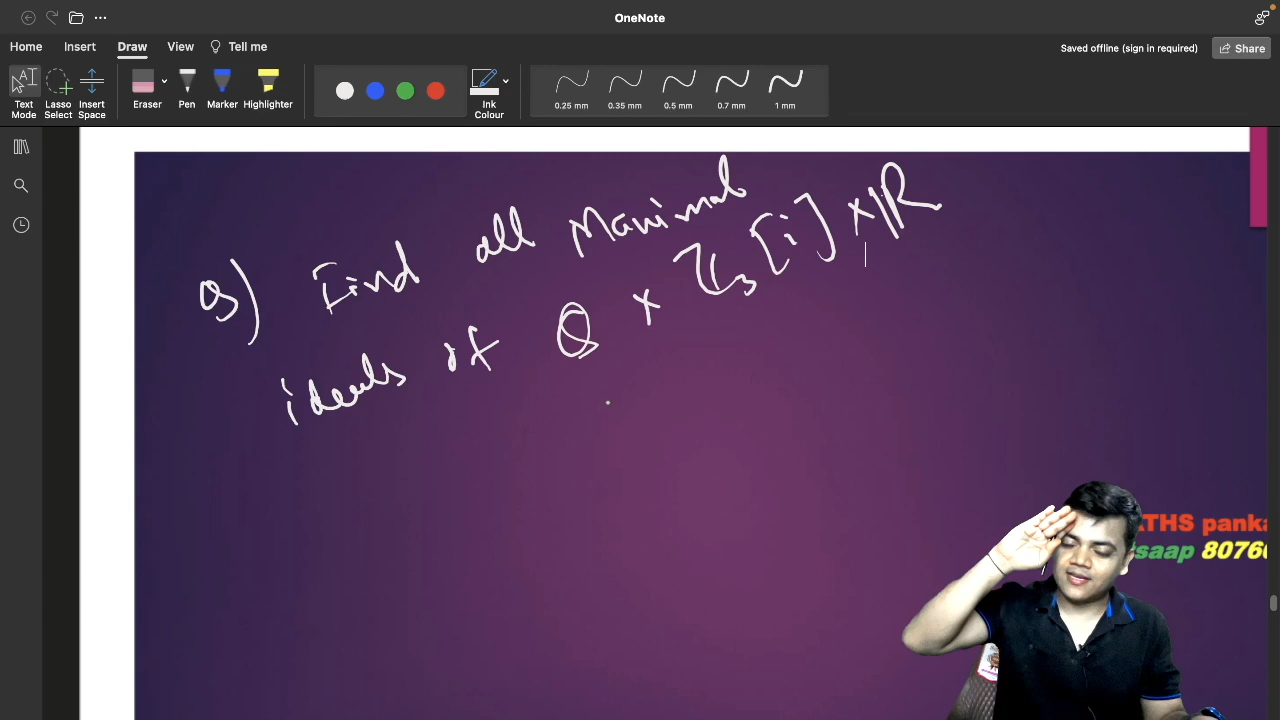 OneNote
Home Insert Draw View Tell me
Saved offline (sign in required) Share
Text Mode
Lasso Select
Insert Space
Eraser
Pen
Marker
Highlighter
Ink Colour
0.25 mm 0.35 mm 0.5 mm 0.7 mm 1 mm
Q) Find all Maximal
ideals of Q × ℤ₃[i] × ℝ
THS panka
saap 80760